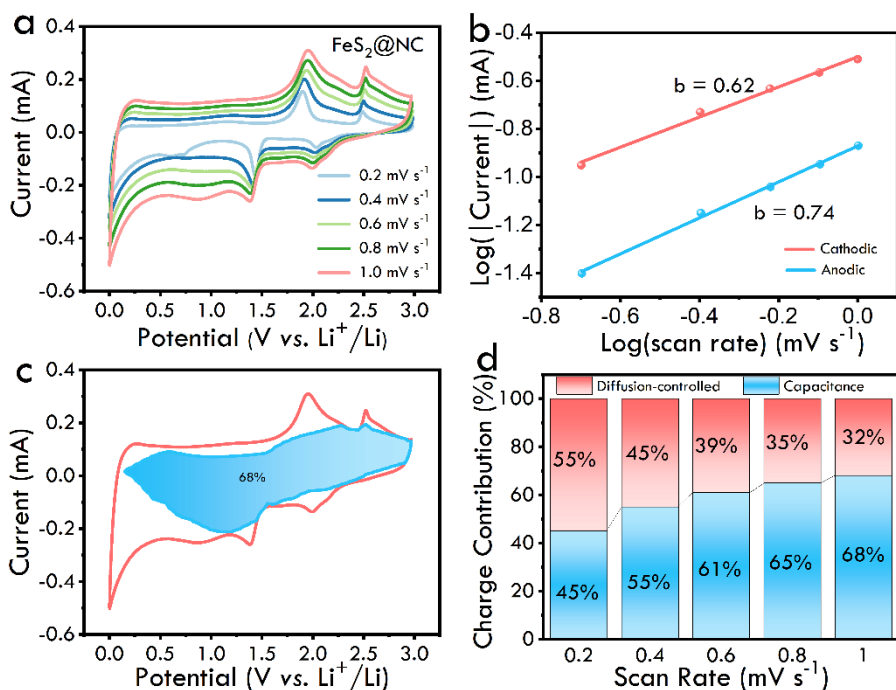 a
FeS₂@NC
0.4
0.2
0.0
-0.2
-0.4
-0.6
Current (mA)
0.2 mV s⁻¹
0.4 mV s⁻¹
0.6 mV s⁻¹
0.8 mV s⁻¹
1.0 mV s⁻¹
0.0 0.5 1.0 1.5 2.0 2.5 3.0
Potential (V vs. Li⁺/Li)
b
-0.4
-0.6
-0.8
-1.0
-1.2
-1.4
Log(|Current|) (mA)
b = 0.62
b = 0.74
Cathodic
Anodic
-0.8 -0.6 -0.4 -0.2 0.0
Log(scan rate) (mV s⁻¹)
c
0.4
0.2
0.0
-0.2
-0.4
-0.6
Current (mA)
68%
0.0 0.5 1.0 1.5 2.0 2.5 3.0
Potential (V vs. Li⁺/Li)
d
Diffusion-controlled Capacitance
100
80
60
40
20
0
Charge Contribution (%)
55% 45% 39% 35% 32%
45% 55% 61% 65% 68%
0.2 0.4 0.6 0.8 1
Scan Rate (mV s⁻¹)